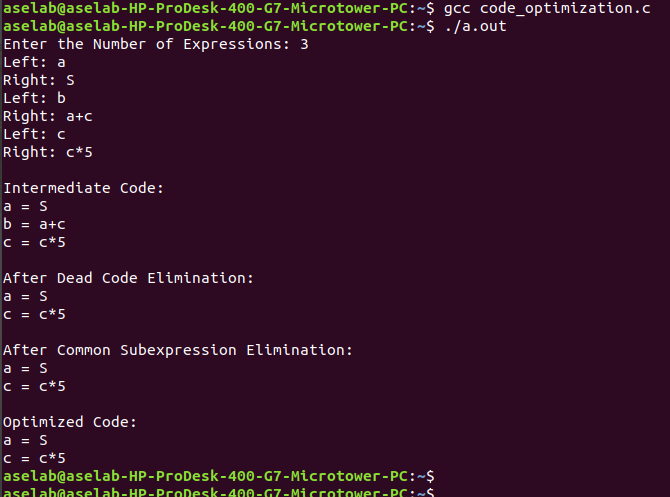 aselab@aselab-HP-ProDesk-400-G7-Microtower-PC:~$ gcc code_optimization.c
aselab@aselab-HP-ProDesk-400-G7-Microtower-PC:~$ ./a.out
Enter the Number of Expressions: 3
Left: a
Right: S
Left: b
Right: a+c
Left: c
Right: c*5

Intermediate Code:
a = S
b = a+c
c = c*5

After Dead Code Elimination:
a = S
c = c*5

After Common Subexpression Elimination:
a = S
c = c*5

Optimized Code:
a = S
c = c*5
aselab@aselab-HP-ProDesk-400-G7-Microtower-PC:~$
aselab@aselab-HP-ProDesk-400-G7-Microtower-PC:~$